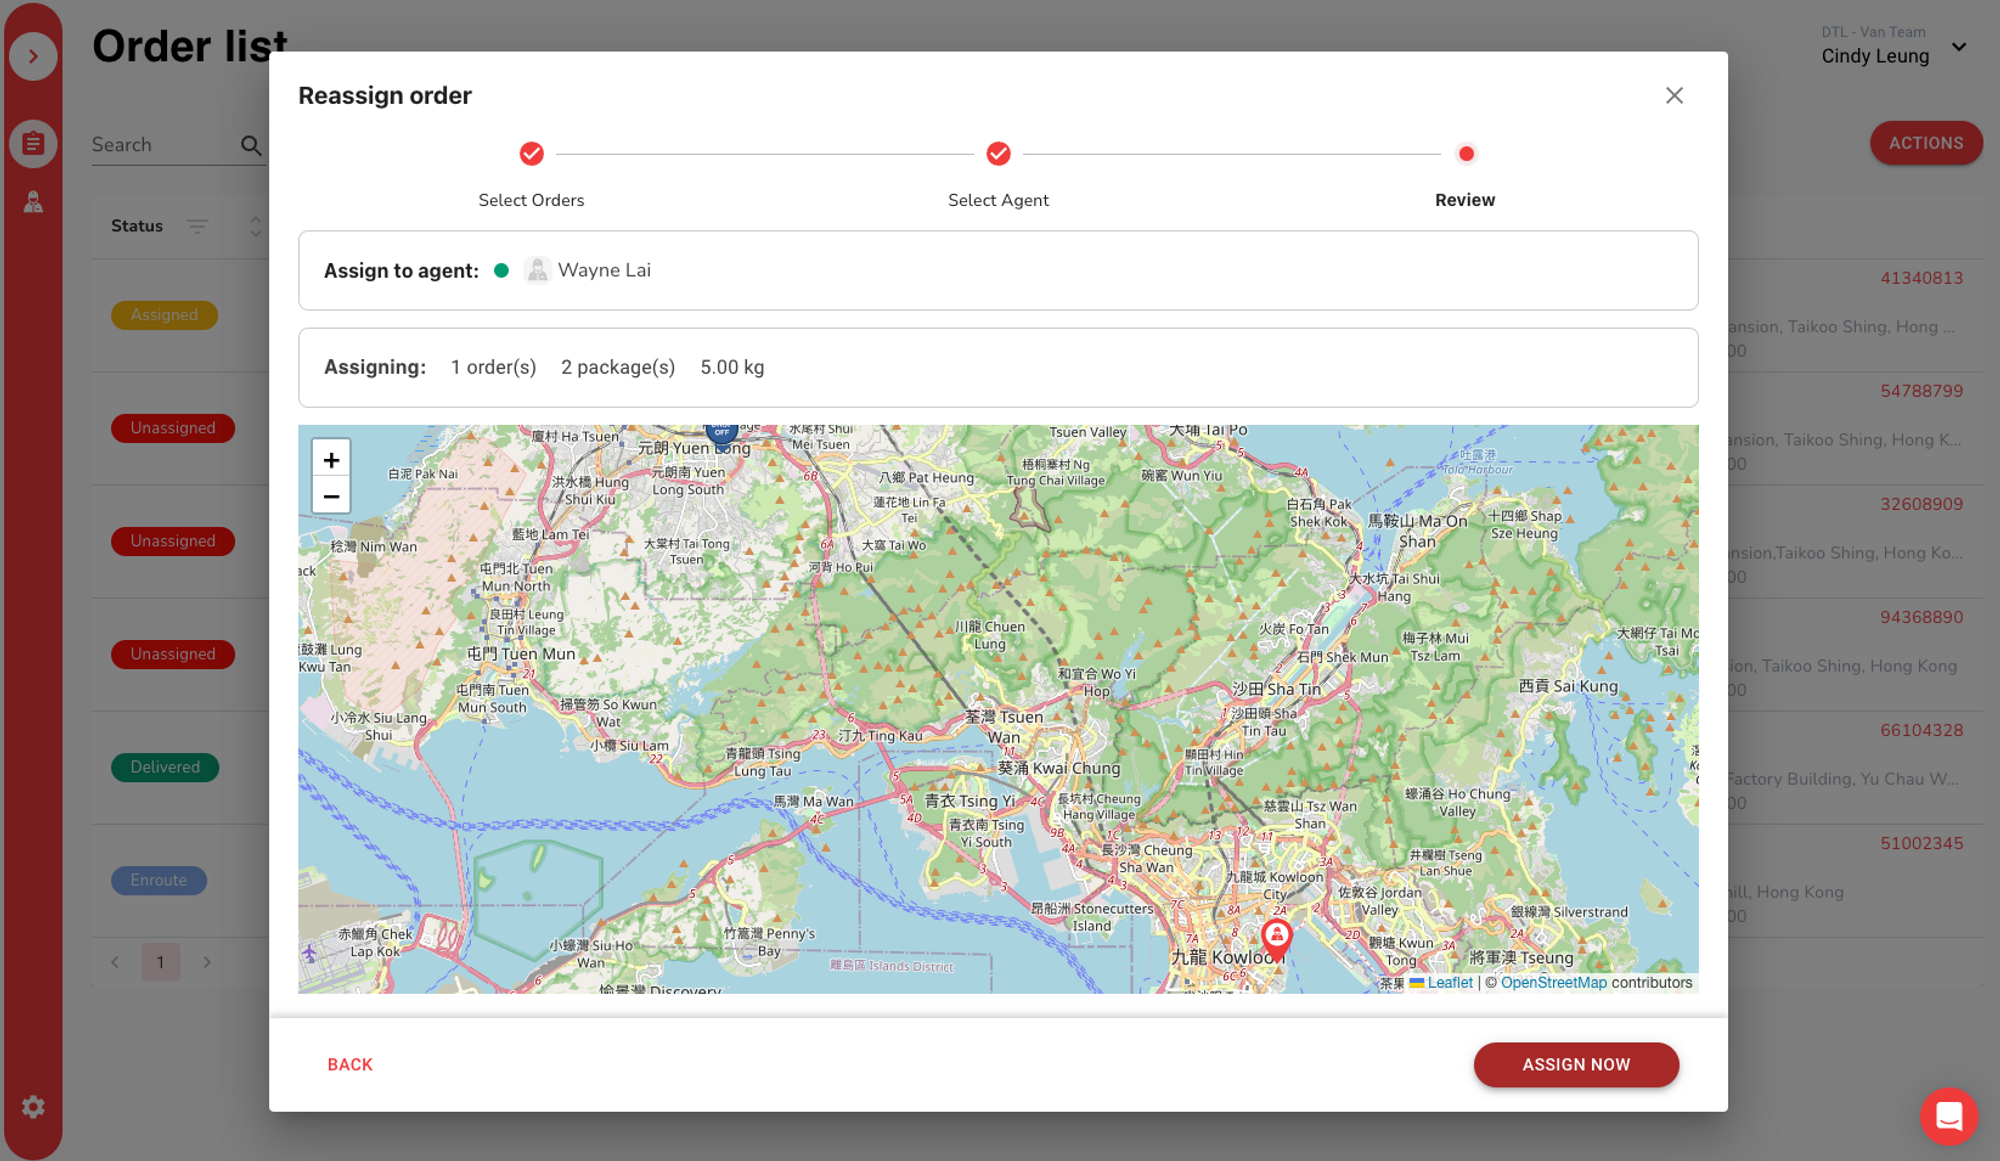 Order list
DTL - Van Team
Cindy Leung
Search
ACTIONS
Status
Assigned
Unassigned
Unassigned
Unassigned
Delivered
Enroute
1
Reassign order
Select Orders
Select Agent
Review
Assign to agent: Wayne Lai
Assigning: 1 order(s) 2 package(s) 5.00 kg
+
−
OFF
廈村 Ha Tsuen
元朗 Yuen Long
水尾村 Shui
Mei Tsuen
Tsuen Valley
大埔 Tai Po
白泥 Pak Nai
洪水橋 Hung
Shui Kiu
元朗南 Yuen
Long South
八鄉 Pat Heung
梧桐寨村 Ng
Tung Chai Village
碗窰 Wun Yiu
吐露港
Tolo Harbour
蓮花地 Lin Fa
Tei
白石角 Pak
Shek Kok
馬鞍山 Ma On
Shan
十四鄉 Shap
Sze Heung
藍地 Lam Tei
大棠村 Tai Tong
Tsuen
大窩 Tai Wo
稔灣 Nim Wan
屯門北 Tuen
Mun North
河背 Ho Pui
大水坑 Tai Shui
Hang
良田村 Leung
Tin Village
川龍 Chuen
Lung
火炭 Fo Tan
梅子林 Mui
Tsz Lam
大網仔 Tai Mo
Tsai
鼓灘 Lung
Kwu Tan
屯門 Tuen Mun
石門 Shek Mun
和宜合 Wo Yi
Hop
屯門南 Tuen
Mun South
沙田 Sha Tin
西貢 Sai Kung
掃管笏 So Kwun
Wat
小冷水 Siu Lang
Shui
荃灣 Tsuen
Wan
沙田頭 Sha
Tin Tau
汀九 Ting Kau
小欖 Siu Lam
青龍頭 Tsing
Lung Tau
顯田村 Hin
Tin Village
葵涌 Kwai Chung
馬灣 Ma Wan
青衣 Tsing Yi
長坑村 Cheung
Hang Village
慈雲山 Tsz Wan
Shan
蠔涌谷 Ho Chung
Valley
青衣南 Tsing
Yi South
長沙灣 Cheung
Sha Wan
井欄樹 Tseng
Lan Shue
九龍城 Kowloon
City
佐敦谷 Jordan
Valley
昂船洲 Stonecutters
Island
銀線灣 Silverstrand
赤鱲角 Chek
Lap Kok
小蠔灣 Siu Ho
Wan
竹篙灣 Penny's
Bay
觀塘 Kwun
Tong
九龍 Kowloon
將軍澳 Tseung
離島區 Islands District
愉景灣 Discovery
茶果
Leaflet | © OpenStreetMap contributors
BACK
ASSIGN NOW
41340813
ansion, Taikoo Shing, Hong ...
00
54788799
ansion, Taikoo Shing, Hong K...
00
32608909
nsion,Taikoo Shing, Hong Ko...
00
94368890
ion, Taikoo Shing, Hong Kong
00
66104328
Factory Building, Yu Chau W...
00
51002345
hill, Hong Kong
00